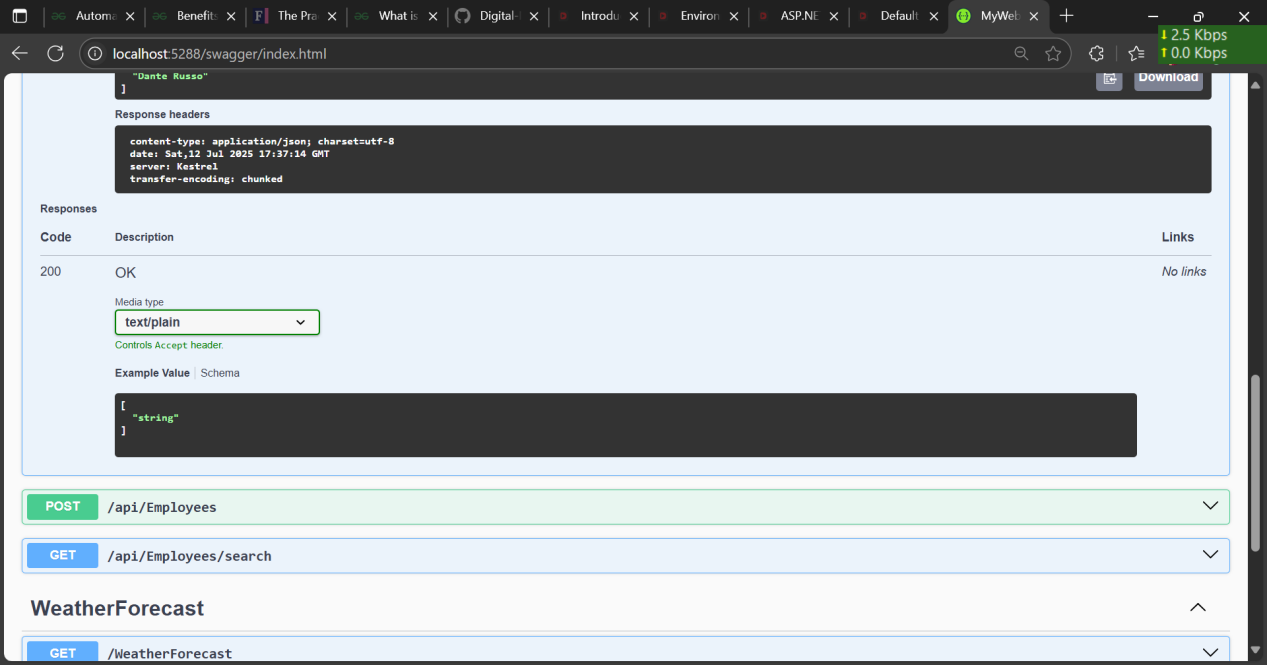 Automa
Benefits
The Pra
What is
Digital-
Introdu
Environ
ASP.NE
Default
MyWeb
localhost:5288/swagger/index.html
2.5 Kbps
0.0 Kbps
"Dante Russo"
]
Download
Response headers
content-type: application/json; charset=utf-8
date: Sat,12 Jul 2025 17:37:14 GMT
server: Kestrel
transfer-encoding: chunked
Responses
Code Description Links
200 OK No links
Media type
text/plain
Controls Accept header.
Example Value Schema
[
"string"
]
POST /api/Employees
GET /api/Employees/search
WeatherForecast
GET /WeatherForecast